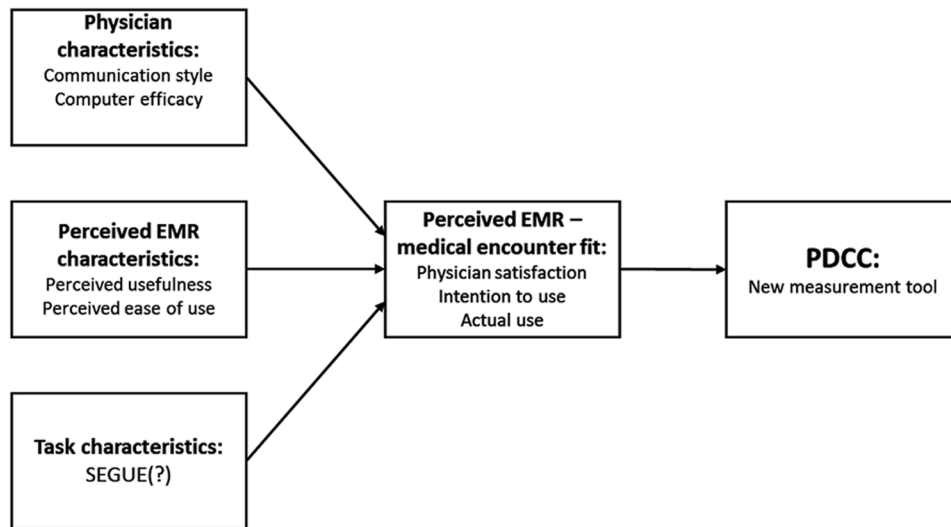 Physician
characteristics:
Communication style
Computer efficacy
Perceived EMR
characteristics:
Perceived usefulness
Perceived ease of use
Task characteristics:
SEGUE(?)
Perceived EMR –
medical encounter fit:
Physician satisfaction
Intention to use
Actual use
PDCC:
New measurement tool